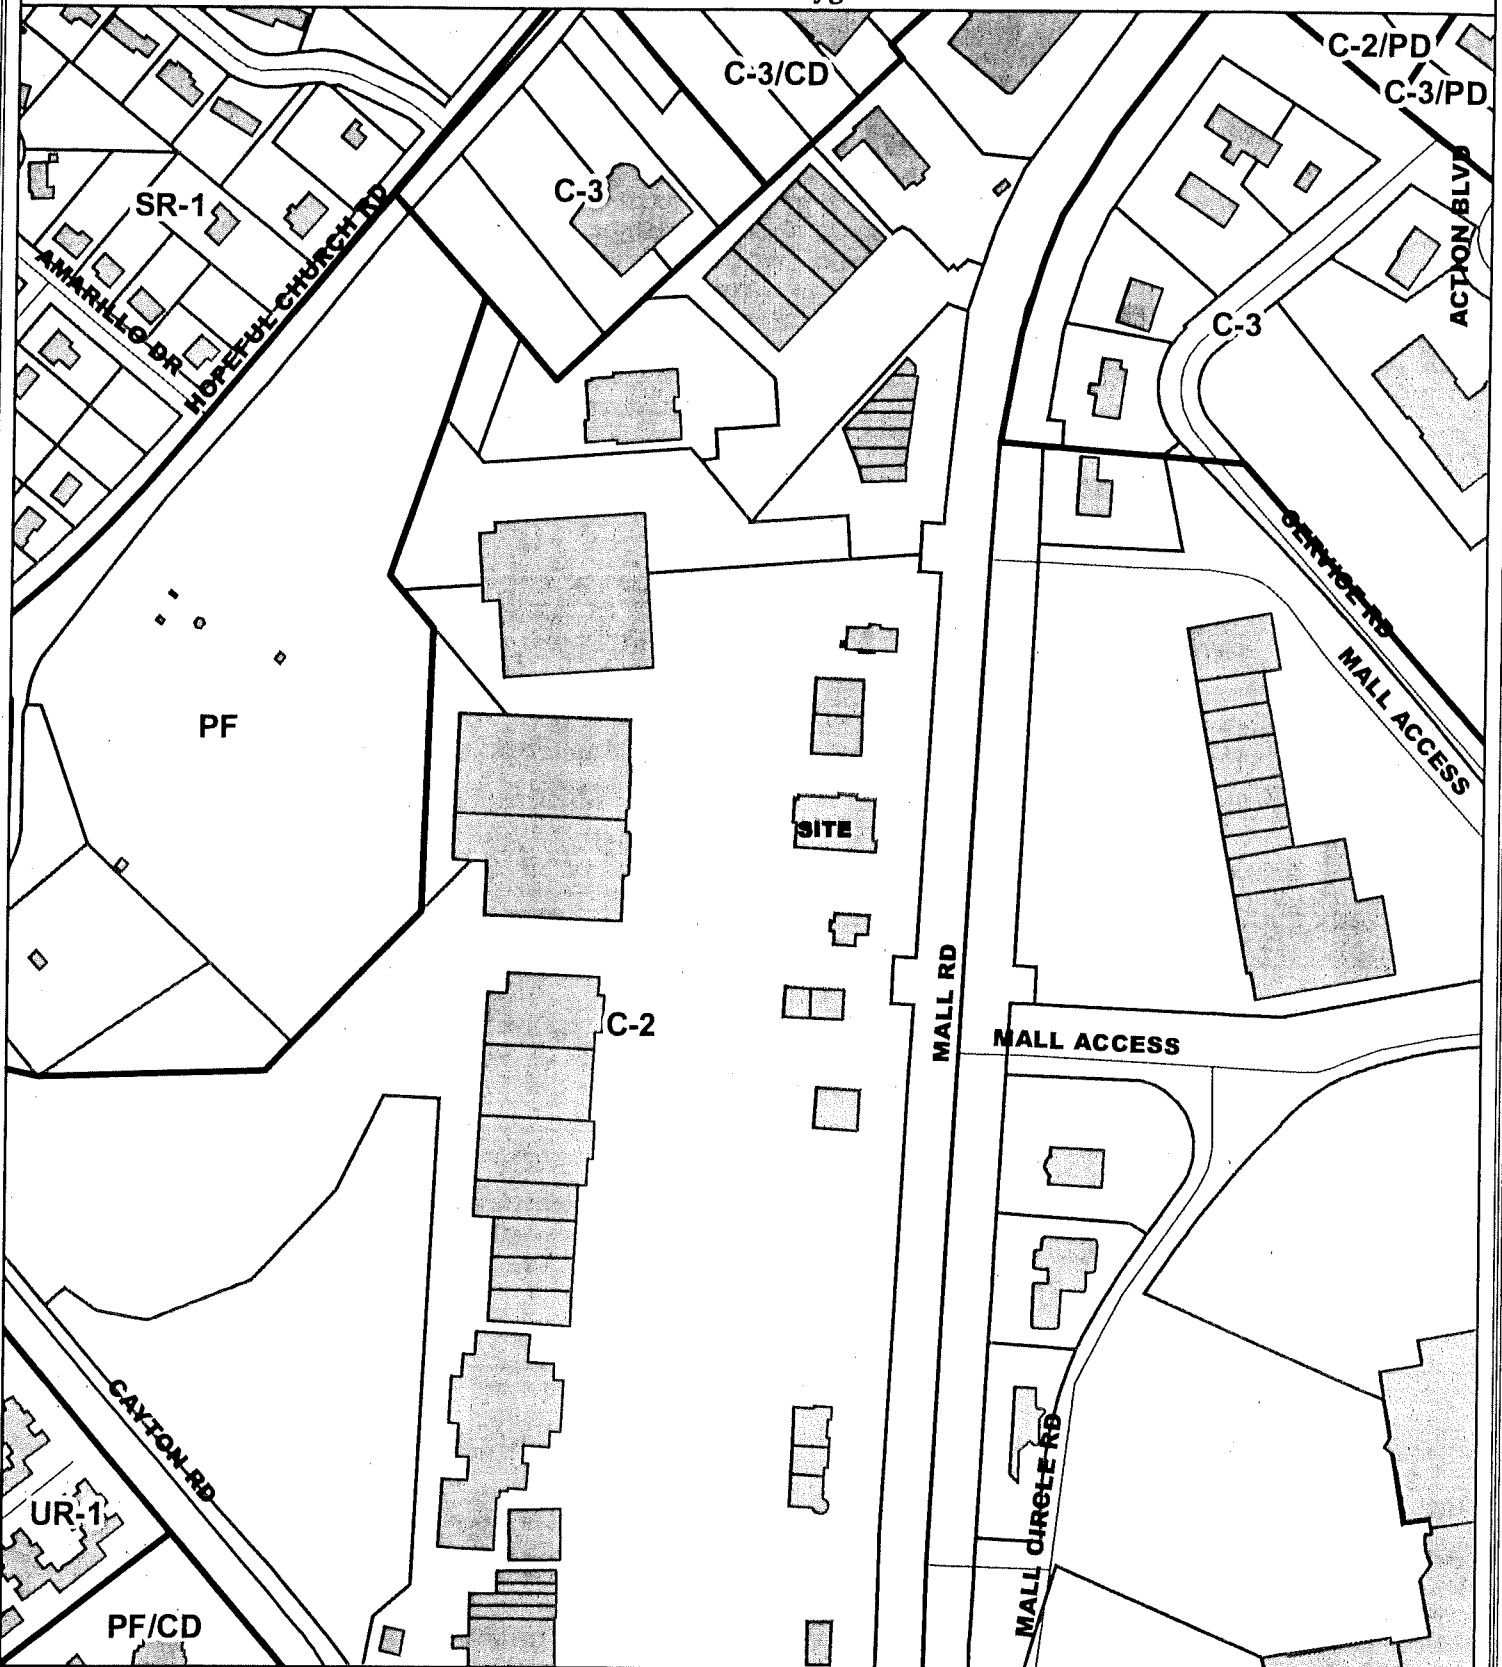 C-2/PD
C-3/CD
C-3/PD
C-3
SR-1
ACTION BLVD
HOPEFUL CHURCH RD
AMARILLO DR
C-3
SERVICE RD
MALL ACCESS
PF
SITE
MALL RD
C-2
MALL ACCESS
CAYTON RD
MALL CIRCLE RD
UR-1
PF/CD